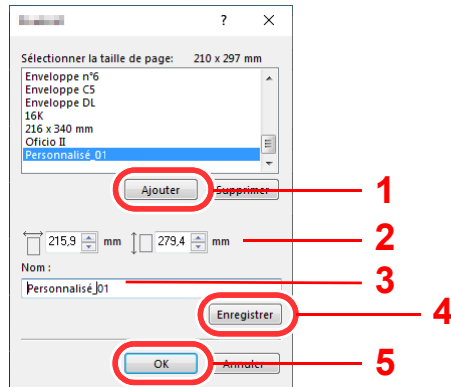 ? ×
Sélectionner la taille de page: 210 x 297 mm
Enveloppe n°6
Enveloppe C5
Enveloppe DL
16K
216 x 340 mm
Oficio II
Personnalisé_01
Ajouter Supprimer 1
215,9 mm 279,4 mm 2
Nom :
Personnalisé_01 3
Enregistrer 4
OK Annuler 5